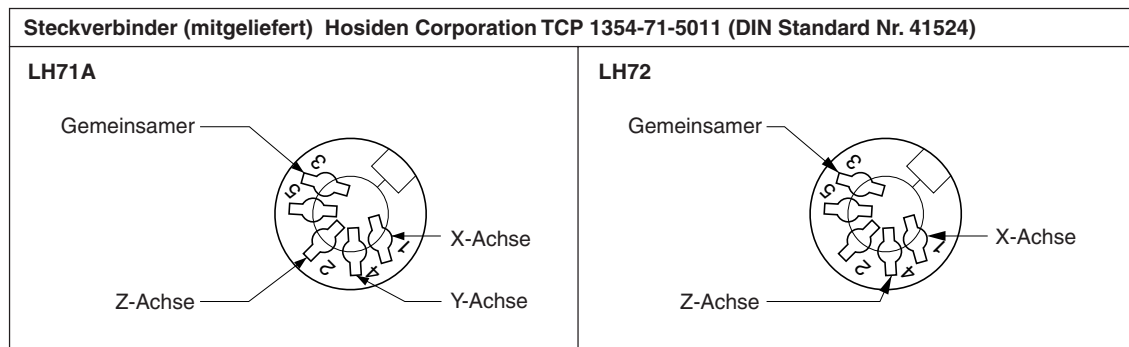 Steckverbinder (mitgeliefert) Hosiden Corporation TCP 1354-71-5011 (DIN Standard Nr. 41524)
LH71A
Gemeinsamer
3
5
2
4
1
X-Achse
Z-Achse
Y-Achse
LH72
Gemeinsamer
3
5
2
4
1
X-Achse
Z-Achse